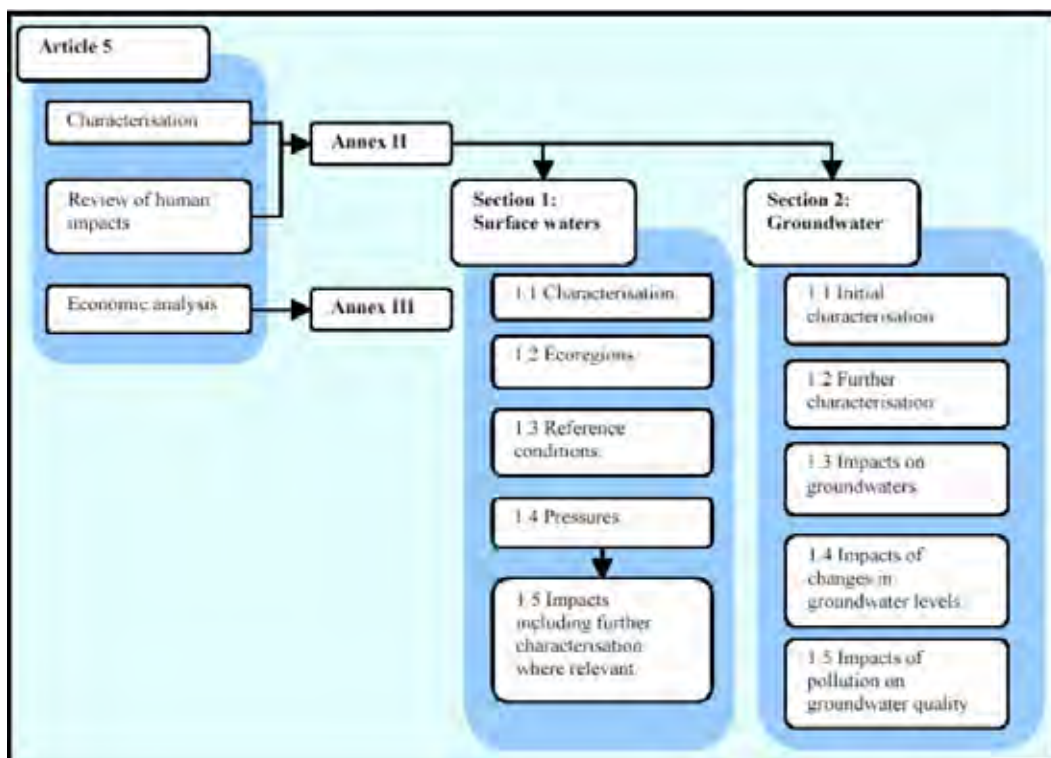 Article 5
Characterisation
Review of human
impacts
Economic analysis
Annex II
Annex III
Section 1:
Surface waters
1.1 Characterisation
1.2 Ecoregions
1.3 Reference
conditions
1.4 Pressures
1.5 Impacts
including further
characterisation
where relevant
Section 2:
Groundwater
1.1 Initial
characterisation
1.2 Further
characterisation
1.3 Impacts on
groundwaters
1.4 Impacts of
changes in
groundwater levels
1.5 Impacts of
pollution on
groundwater quality